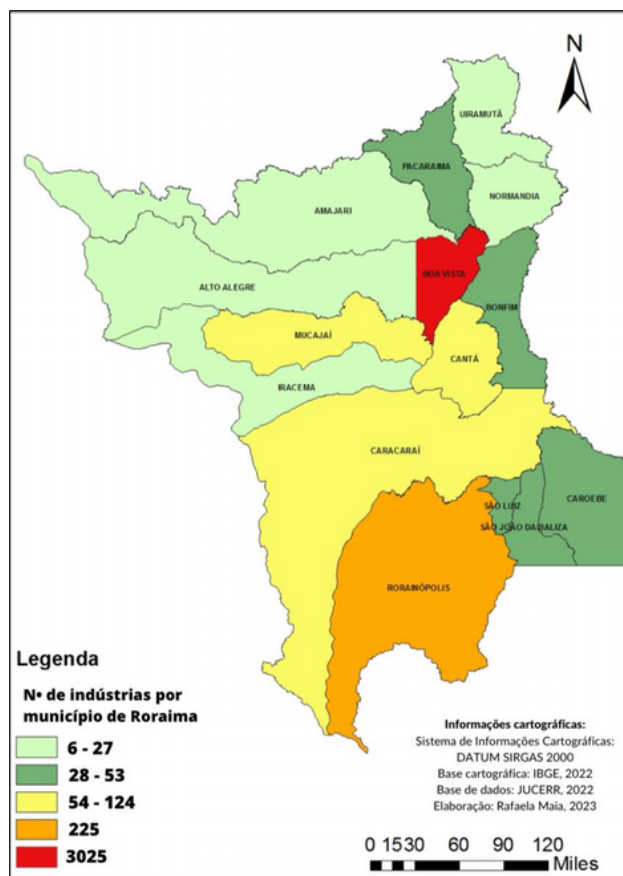 N
UIRAMUTÃ
PACARAIMA
NORMANDIA
AMAJARI
BOA VISTA
ALTO ALEGRE
BONFIM
MUCAJAÍ
CANTÁ
IRACEMA
CARACARAÍ
CAROEBE
SÃO LUIZ
SÃO JOÃO DA BALIZA
RORAINÓPOLIS
Legenda
Nº de indústrias por
município de Roraima
6 - 27
28 - 53
54 - 124
225
3025
Informações cartográficas:
Sistema de Informações Cartográficas:
DATUM SIRGAS 2000
Base cartográfica: IBGE, 2022
Base de dados: JUCERR, 2022
Elaboração: Rafaela Maia, 2023
0 1530 60 90 120
Miles